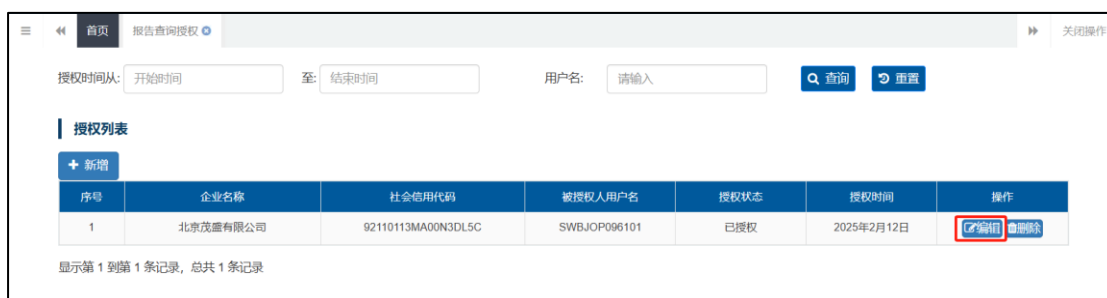 首页 报告查询授权 关闭操作
授权时间从: 开始时间 至: 结束时间 用户名: 请输入 查询 重置
授权列表
+ 新增
序号 企业名称 社会信用代码 被授权人用户名 授权状态 授权时间 操作
1 北京茂盛有限公司 92110113MA00N3DL5C SWBJOP096101 已授权 2025年2月12日 编辑 删除
显示第 1 到第 1 条记录，总共 1 条记录